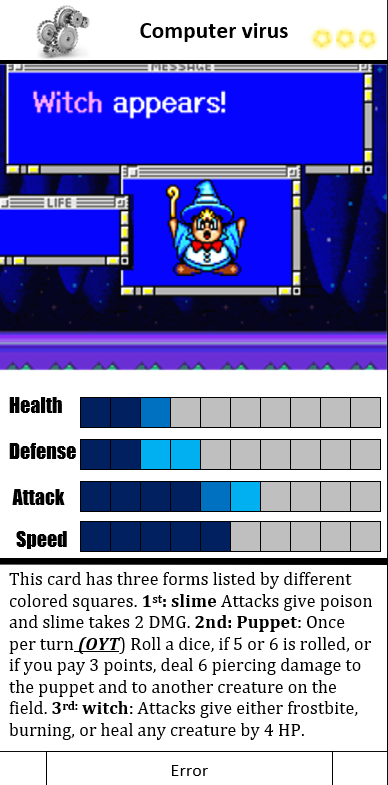 Computer virus
MESSAGE
Witch appears!
LIFE
Health
Defense
Attack
Speed
This card has three forms listed by different
colored squares. 1st: slime Attacks give poison
and slime takes 2 DMG. 2nd: Puppet: Once
per turn (OYT) Roll a dice, if 5 or 6 is rolled, or
if you pay 3 points, deal 6 piercing damage to
the puppet and to another creature on the
field. 3rd: witch: Attacks give either frostbite,
burning, or heal any creature by 4 HP.
Error